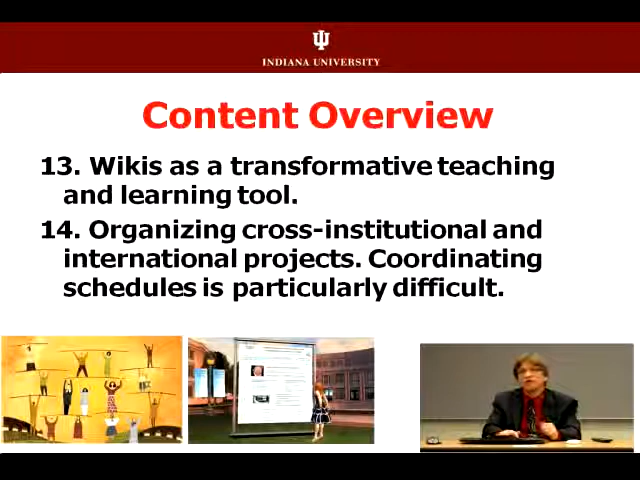 INDIANA UNIVERSITY
Content Overview
13. Wikis as a transformative teaching
and learning tool.
14. Organizing cross-institutional and
international projects. Coordinating
schedules is particularly difficult.